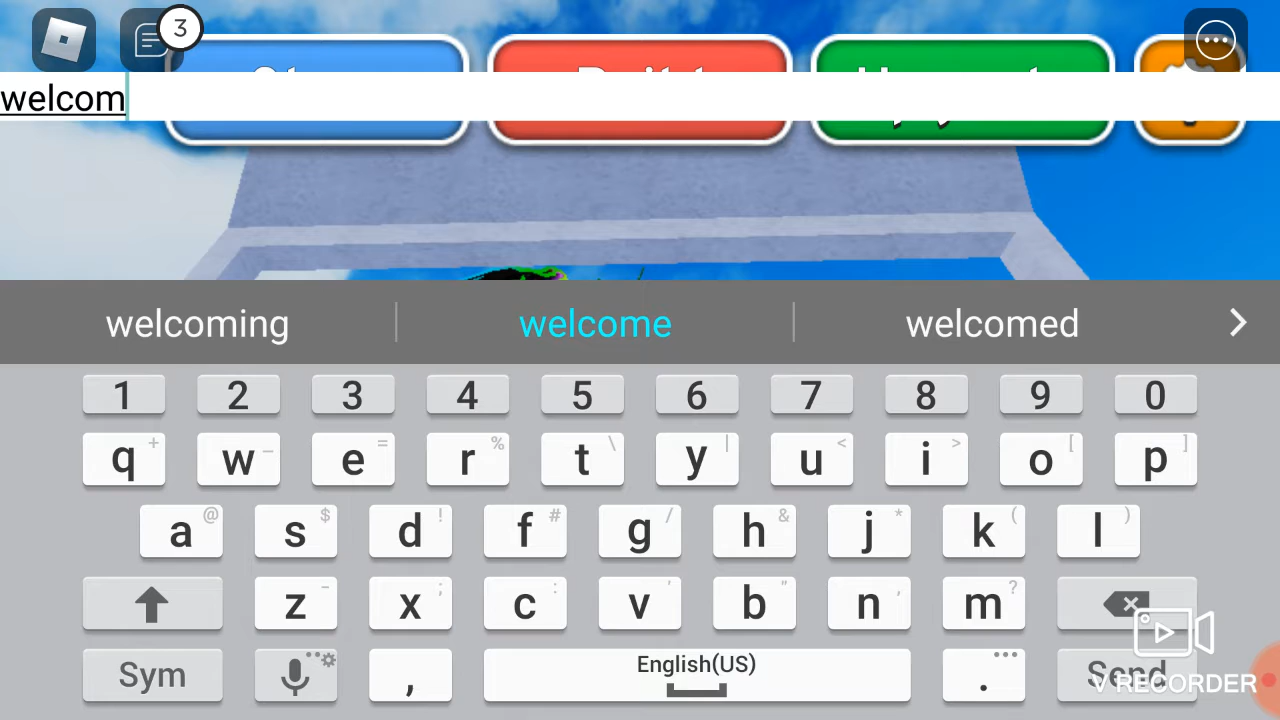 3
welcom
welcoming welcome welcomed
1 2 3 4 5 6 7 8 9 0
q + w - e = r % t \ y | u < i > o [ p ]
a @ s $ d ! f # g / h & j * k ( l )
z - x ; c : v ' b " n , m ?
English(US)
Sym , . Send
V RECORDER